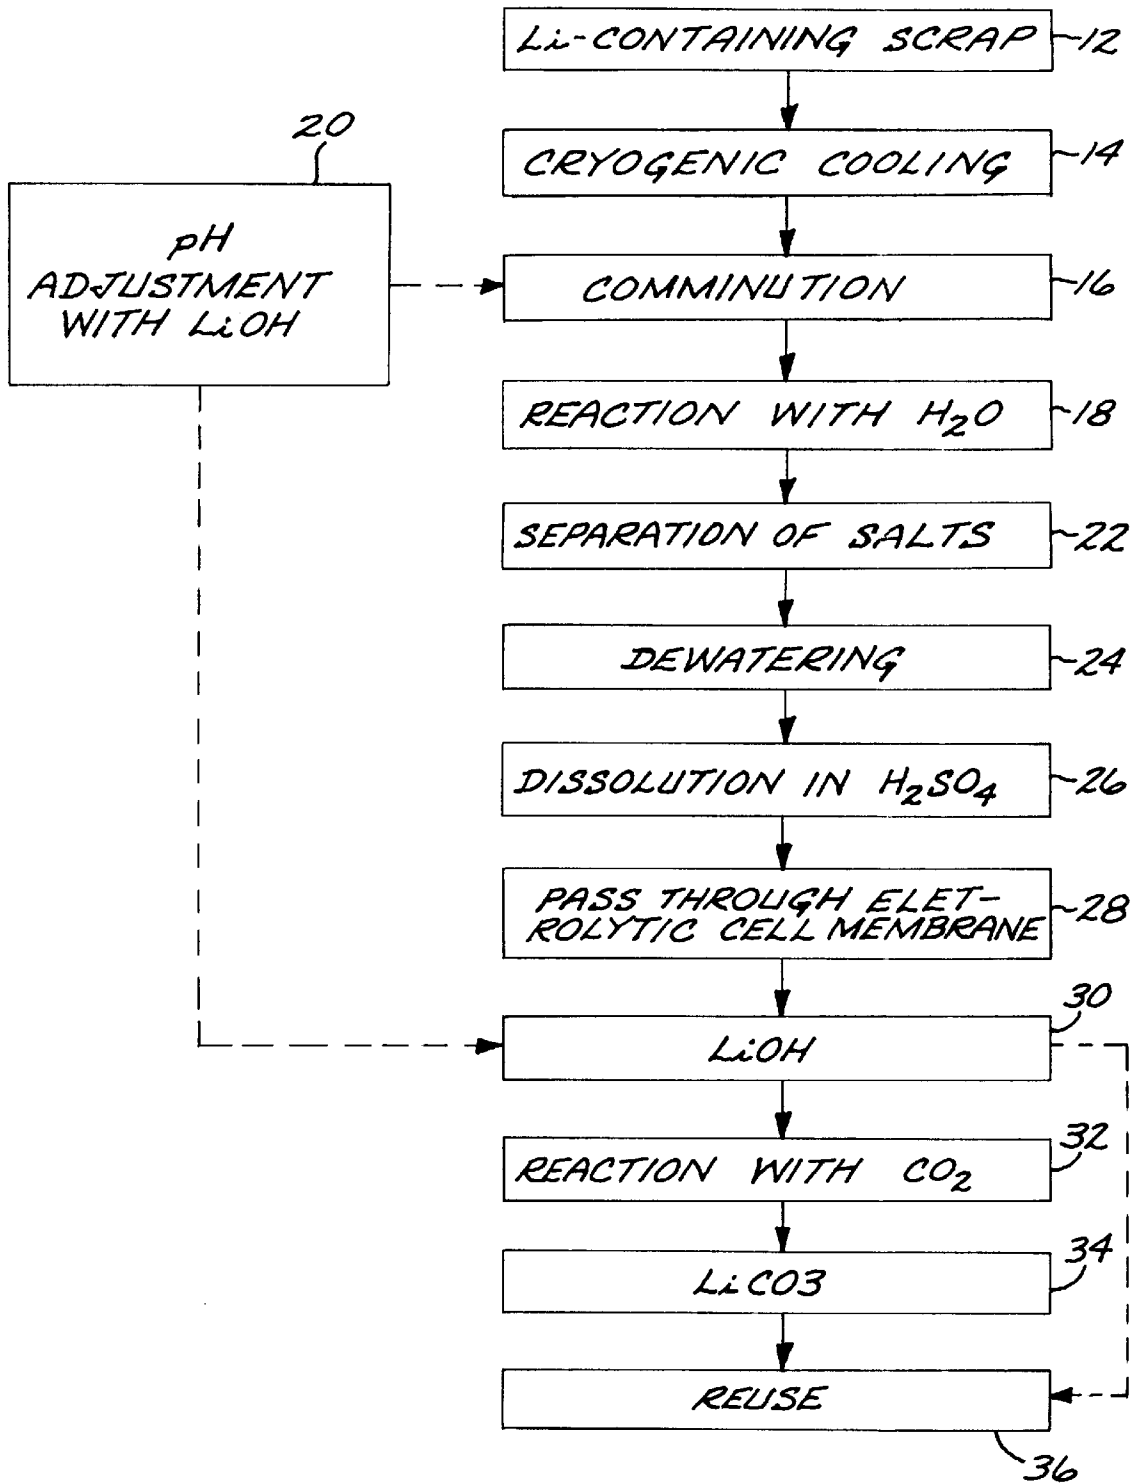 Li-CONTAINING SCRAP 12
20
CRYOGENIC COOLING 14
pH
ADJUSTMENT
WITH LiOH
COMMINUTION 16
REACTION WITH H₂O 18
SEPARATION OF SALTS 22
DEWATERING 24
DISSOLUTION IN H₂SO₄ 26
PASS THROUGH ELET-
ROLYTIC CELL MEMBRANE 28
30
LiOH
32
REACTION WITH CO₂
34
LiCO3
REUSE
36